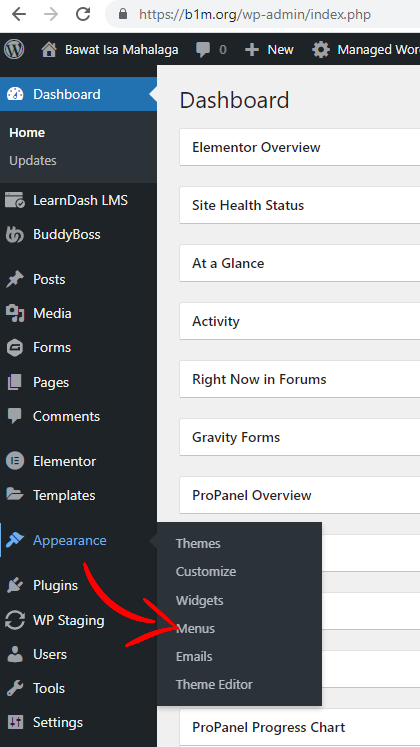 https://b1m.org/wp-admin/index.php
Bawat Isa Mahalaga 0 New Managed Wor
Dashboard
Home
Updates
LearnDash LMS
BuddyBoss
Posts
Media
Forms
Pages
Comments
Elementor
Templates
Appearance
Plugins
WP Staging
Users
Tools
Settings
Themes
Customize
Widgets
Menus
Emails
Theme Editor
Dashboard
Elementor Overview
Site Health Status
At a Glance
Activity
Right Now in Forums
Gravity Forms
ProPanel Overview
ProPanel Progress Chart